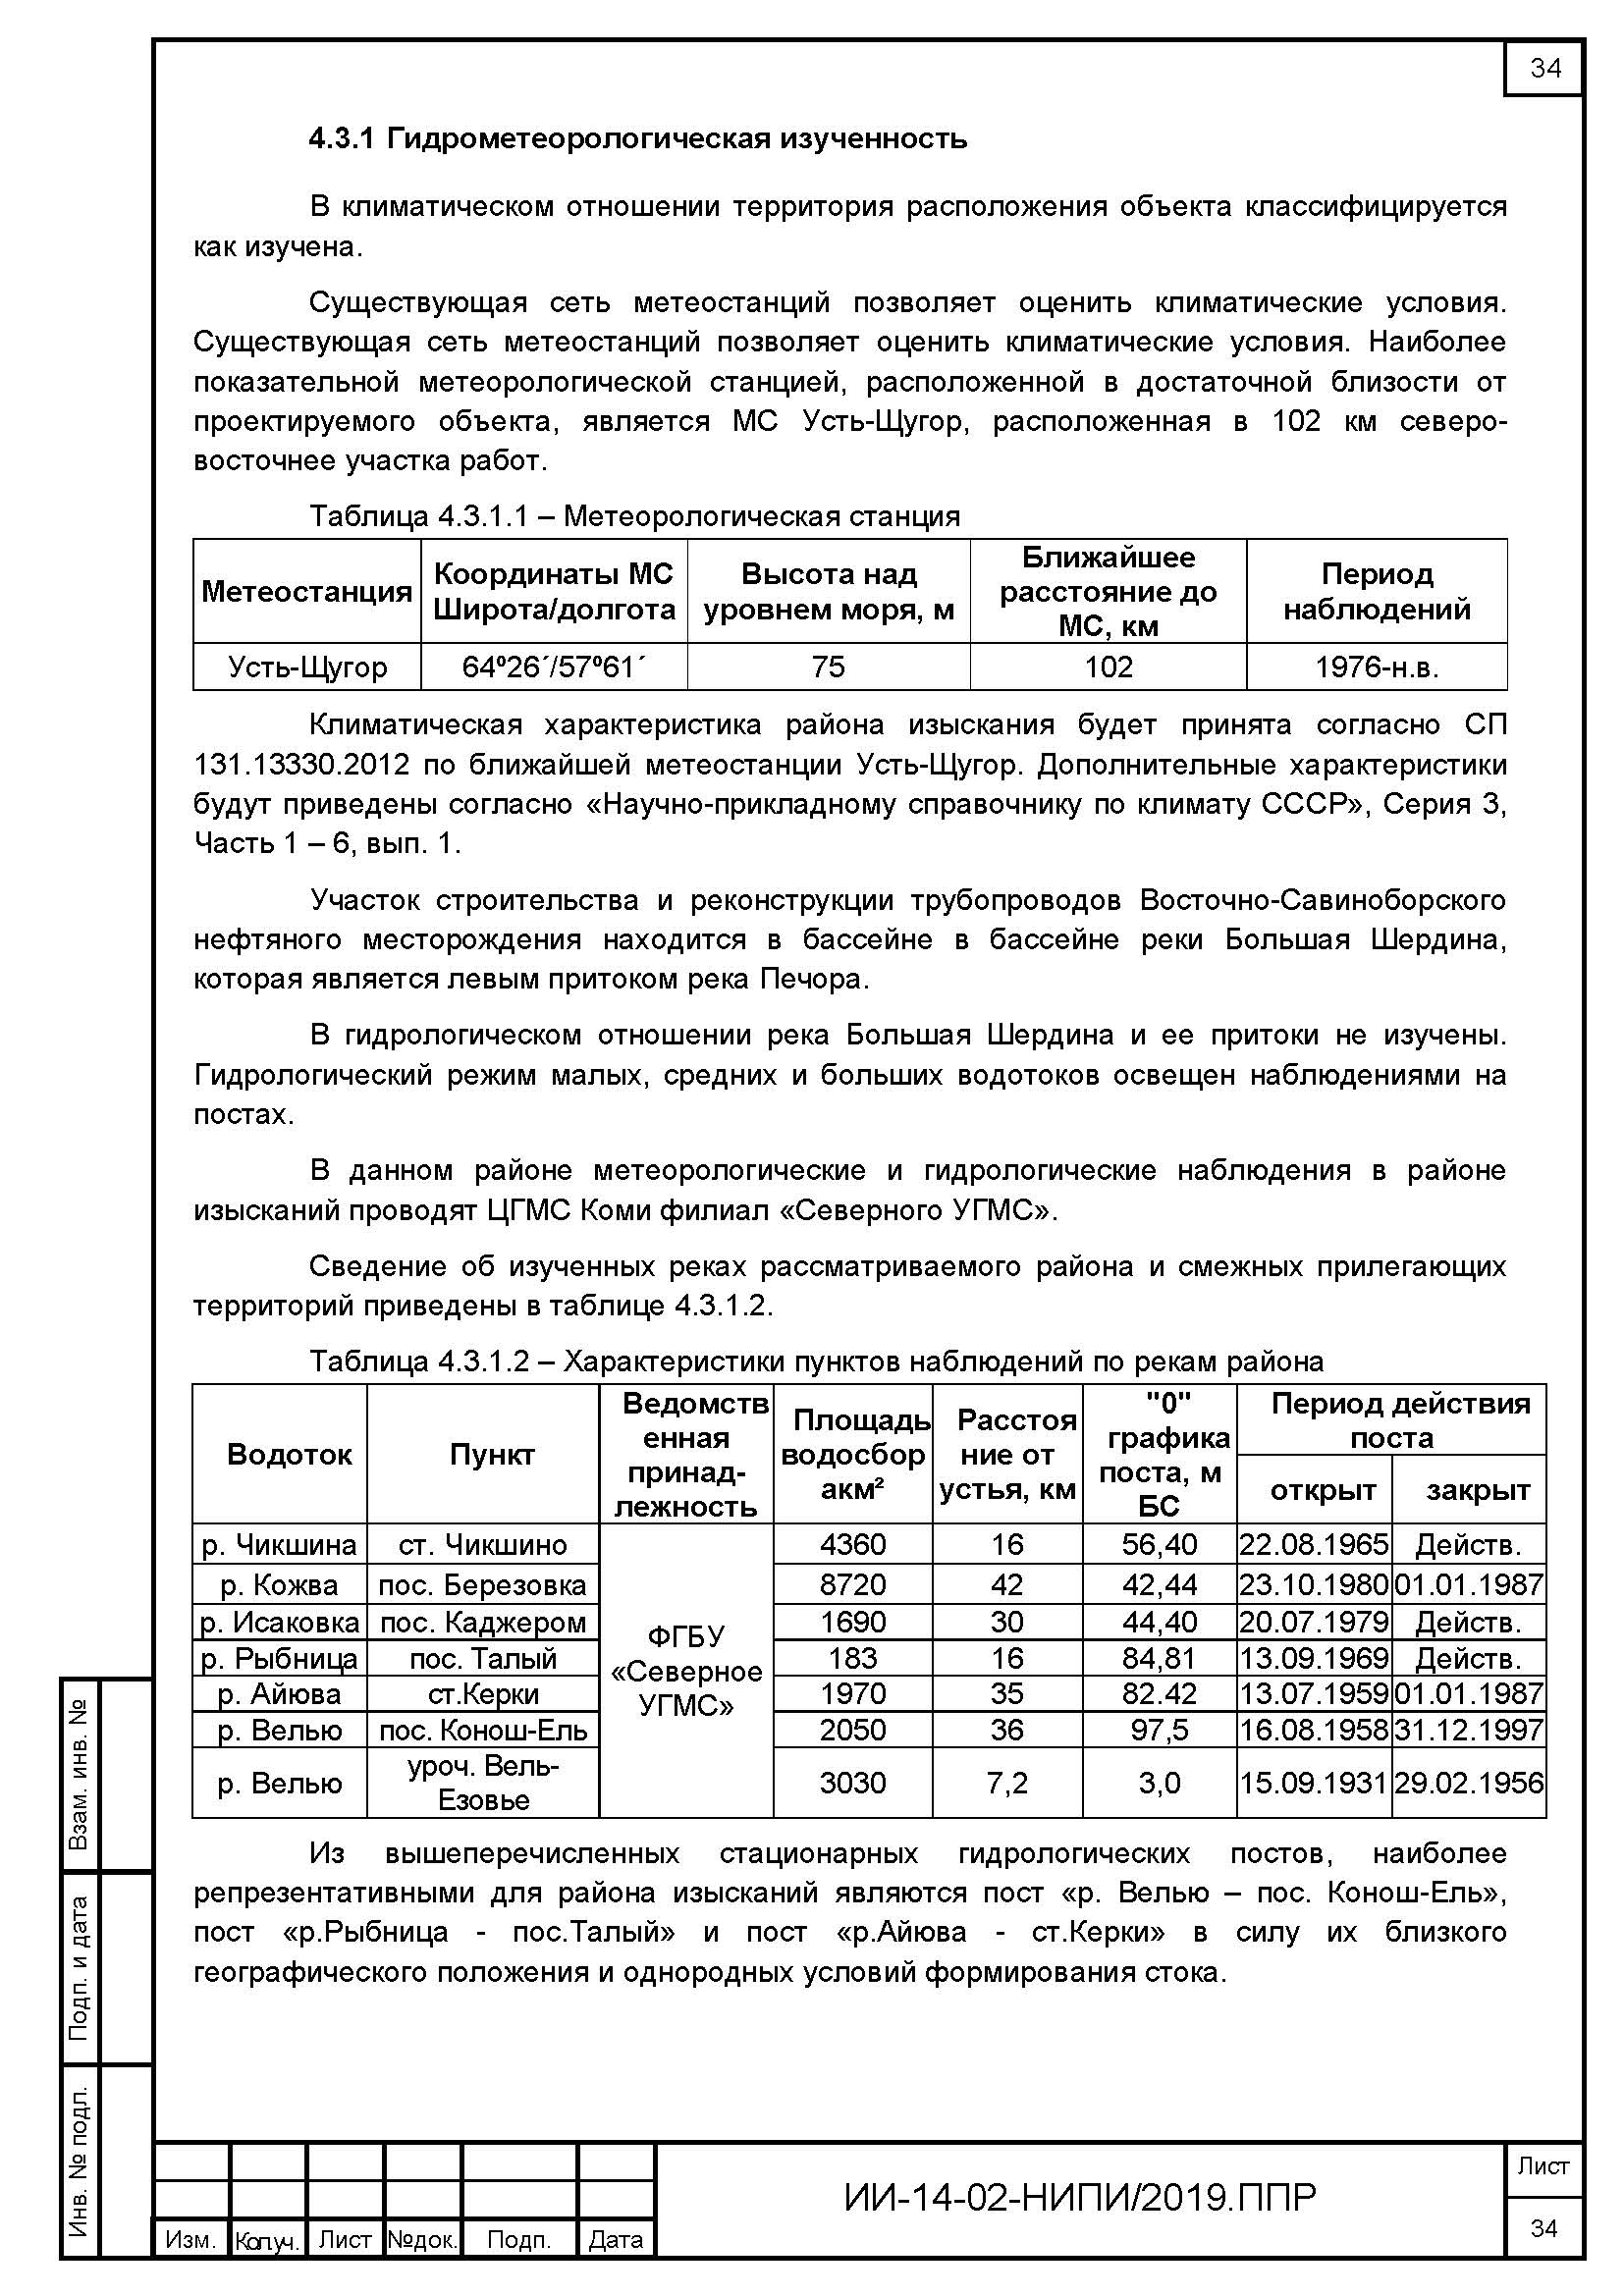 34
4.3.1 Гидрометеорологическая изученность
В климатическом отношении территория расположения объекта классифицируется
как изучена.
Существующая сеть метеостанций позволяет оценить климатические условия.
Существующая сеть метеостанций позволяет оценить климатические условия. Наиболее
показательной метеорологической станцией, расположенной в достаточной близости от
проектируемого объекта, является МС Усть-Щугор, расположенная в 102 км северо-
восточнее участка работ.
Таблица 4.3.1.1 – Метеорологическая станция
Метеостанция
Координаты МС
Широта/долгота
Высота над
уровнем моря, м
Ближайшее
расстояние до
МС, км
Период
наблюдений
Усть-Щугор 64º26´/57º61´ 75 102 1976-н.в.
Климатическая характеристика района изыскания будет принята согласно СП
131.13330.2012 по ближайшей метеостанции Усть-Щугор. Дополнительные характеристики
будут приведены согласно «Научно-прикладному справочнику по климату СССР», Серия 3,
Часть 1 – 6, вып. 1.
Участок строительства и реконструкции трубопроводов Восточно-Савиноборского
нефтяного месторождения находится в бассейне в бассейне реки Большая Шердина,
которая является левым притоком река Печора.
В гидрологическом отношении река Большая Шердина и ее притоки не изучены.
Гидрологический режим малых, средних и больших водотоков освещен наблюдениями на
постах.
В данном районе метеорологические и гидрологические наблюдения в районе
изысканий проводят ЦГМС Коми филиал «Северного УГМС».
Сведение об изученных реках рассматриваемого района и смежных прилегающих
территорий приведены в таблице 4.3.1.2.
Таблица 4.3.1.2 – Характеристики пунктов наблюдений по рекам района
Водоток
Пункт
Ведомств
енная
принад-
лежность
Площадь
водосбор
акм²
Расстоя
ние от
устья, км
"0"
графика
поста, м
БС
Период действия
поста
открыт закрыт
р. Чикшина ст. Чикшино 4360 16 56,40 22.08.1965 Действ.
р. Кожва пос. Березовка 8720 42 42,44 23.10.1980 01.01.1987
р. Исаковка пос. Каджером 1690 30 44,40 20.07.1979 Действ.
ФГБУ
«Северное
УГМС»
р. Рыбница пос. Талый 183 16 84,81 13.09.1969 Действ.
р. Айюва ст.Керки 1970 35 82.42 13.07.1959 01.01.1987
р. Велью пос. Конош-Ель 2050 36 97,5 16.08.1958 31.12.1997
р. Велью
уроч. Вель-
Езовье
3030 7,2 3,0 15.09.1931 29.02.1956
Из вышеперечисленных стационарных гидрологических постов, наиболее
репрезентативными для района изысканий являются пост «р. Велью – пос. Конош-Ель»,
пост «р.Рыбница - пос.Талый» и пост «р.Айюва - ст.Керки» в силу их близкого
географического положения и однородных условий формирования стока.
Взам. инв. №
Подп. и дата
Инв. № подл.
Изм. Кол.уч. Лист №док. Подп. Дата
ИИ-14-02-НИПИ/2019.ППР
Лист
34